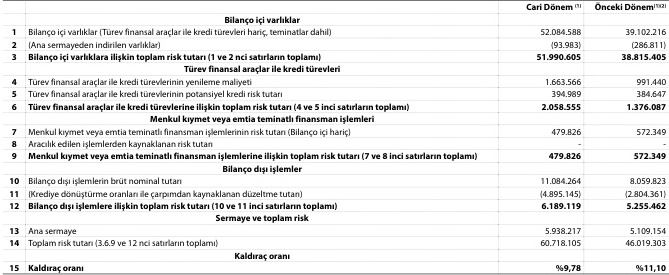 Cari Dönem (1) Önceki Dönem(1)(2)
Bilanço içi varlıklar
1 Bilanço içi varlıklar (Türev finansal araçlar ile kredi türevleri hariç, teminatlar dahil) 52.084.588 39.102.216
2 (Ana sermayeden indirilen varlıklar) (93.983) (286.811)
3 Bilanço içi varlıklara ilişkin toplam risk tutarı (1 ve 2 nci satırların toplamı) 51.990.605 38.815.405
Türev finansal araçlar ile kredi türevleri
4 Türev finansal araçlar ile kredi türevlerinin yenileme maliyeti 1.663.566 991.440
5 Türev finansal araçlar ile kredi türevlerinin potansiyel kredi risk tutarı 394.989 384.647
6 Türev finansal araçlar ile kredi türevlerine ilişkin toplam risk tutarı (4 ve 5 inci satırların toplamı) 2.058.555 1.376.087
Menkul kıymet veya emtia teminatlı finansman işlemleri
7 Menkul kıymet veya emtia teminatlı finansman işlemlerinin risk tutarı (Bilanço içi hariç) 479.826 572.349
8 Aracılık edilen işlemlerden kaynaklanan risk tutarı - -
9 Menkul kıymet veya emtia teminatlı finansman işlemlerine ilişkin toplam risk tutarı (7 ve 8 inci satırların toplamı) 479.826 572.349
Bilanço dışı işlemler
10 Bilanço dışı işlemlerin brüt nominal tutarı 11.084.264 8.059.823
11 (Krediye dönüştürme oranları ile çarpımdan kaynaklanan düzeltme tutarı) (4.895.145) (2.804.361)
12 Bilanço dışı işlemlere ilişkin toplam risk tutarı (10 ve 11 inci satırların toplamı) 6.189.119 5.255.462
Sermaye ve toplam risk
13 Ana sermaye 5.938.217 5.109.154
14 Toplam risk tutarı (3.6.9 ve 12 nci satırların toplamı) 60.718.105 46.019.303
Kaldıraç oranı
15 Kaldıraç oranı %9,78 %11,10